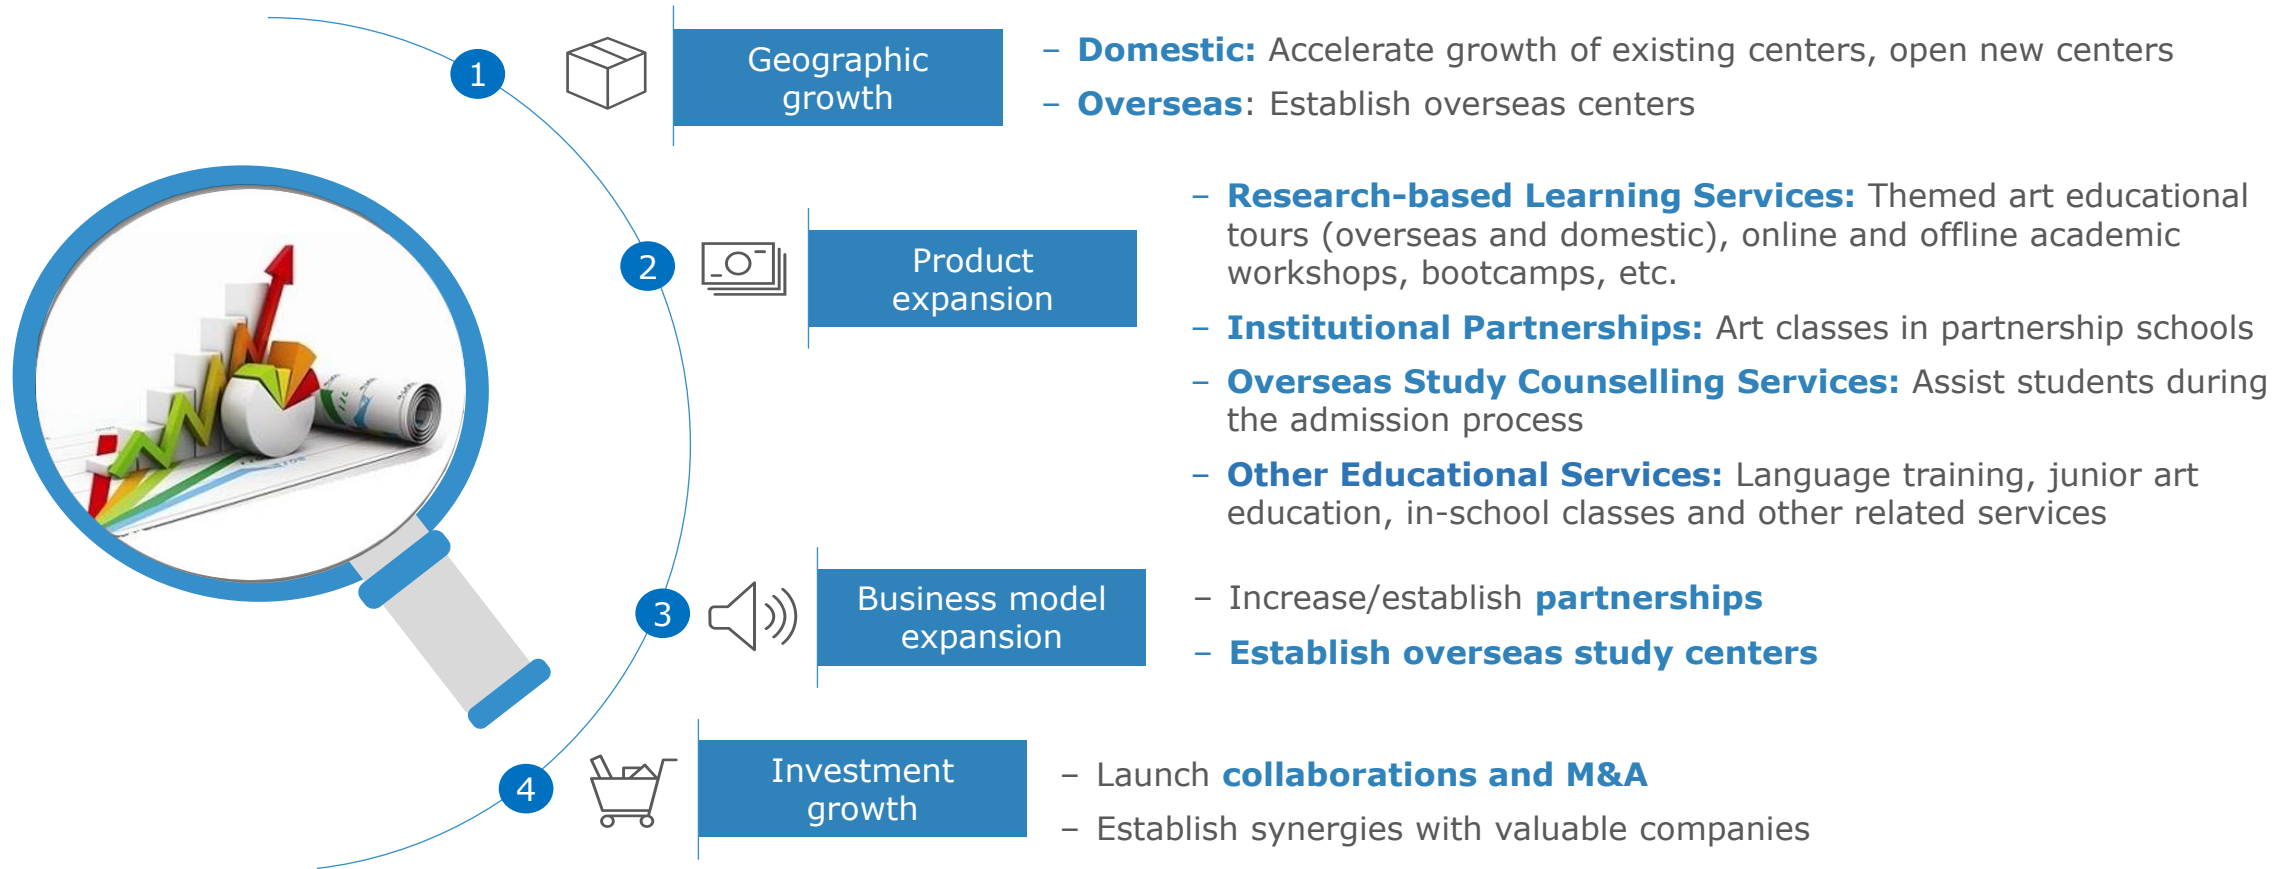 1
Geographic
growth
– Domestic: Accelerate growth of existing centers, open new centers
– Overseas: Establish overseas centers
2
Product
expansion
– Research-based Learning Services: Themed art educational
tours (overseas and domestic), online and offline academic
workshops, bootcamps, etc.
– Institutional Partnerships: Art classes in partnership schools
– Overseas Study Counselling Services: Assist students during
the admission process
– Other Educational Services: Language training, junior art
education, in-school classes and other related services
3
Business model
expansion
– Increase/establish partnerships
– Establish overseas study centers
4
Investment
growth
– Launch collaborations and M&A
– Establish synergies with valuable companies